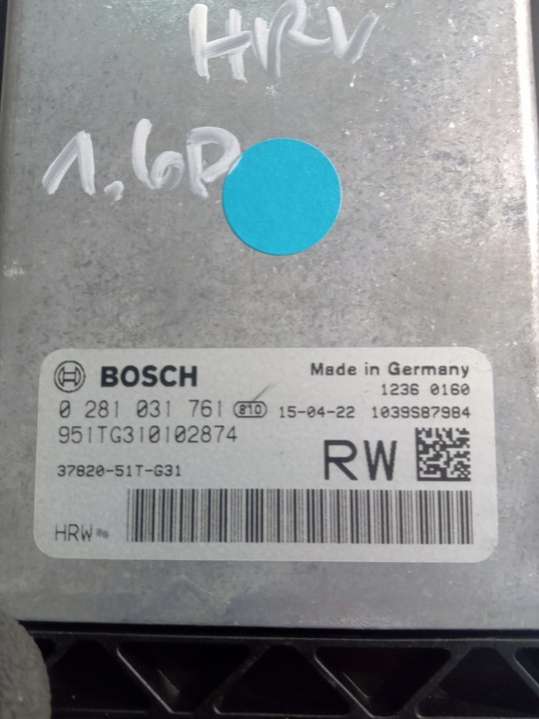 HRV
1.6D
BOSCH
Made in Germany
1236 0160
0 281 031 761 810 15-04-22 1039S87984
951TG310102874
37820-51T-G31
RW
HRW